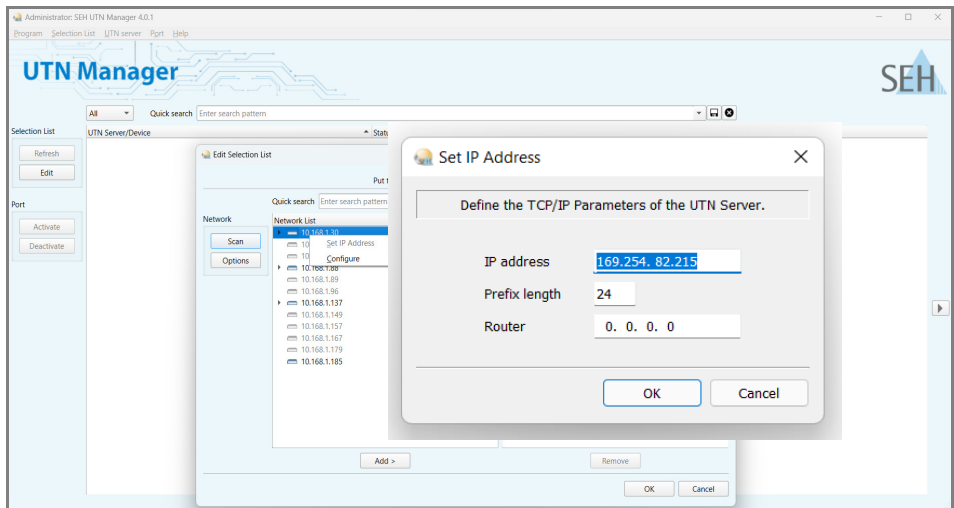 Administrator: SEH UTN Manager 4.0.1
Program Selection List UTN server Port Help
UTN Manager
SEH
All
Quick search
Enter search pattern
Selection List
UTN Server/Device
Statu
Refresh
Edit
Port
Activate
Deactivate
Edit Selection List
Put t
Quick search
Enter search pattern
Network
Scan
Options
Network List
10.168.1.30
10
10
Set IP Address
Configure
10.168.1.88
10.168.1.89
10.168.1.96
10.168.1.137
10.168.1.149
10.168.1.157
10.168.1.167
10.168.1.179
10.168.1.185
Add >
Remove
OK
Cancel
Set IP Address
Define the TCP/IP Parameters of the UTN Server.
IP address
169.254. 82.215
Prefix length
24
Router
0. 0. 0. 0
OK
Cancel